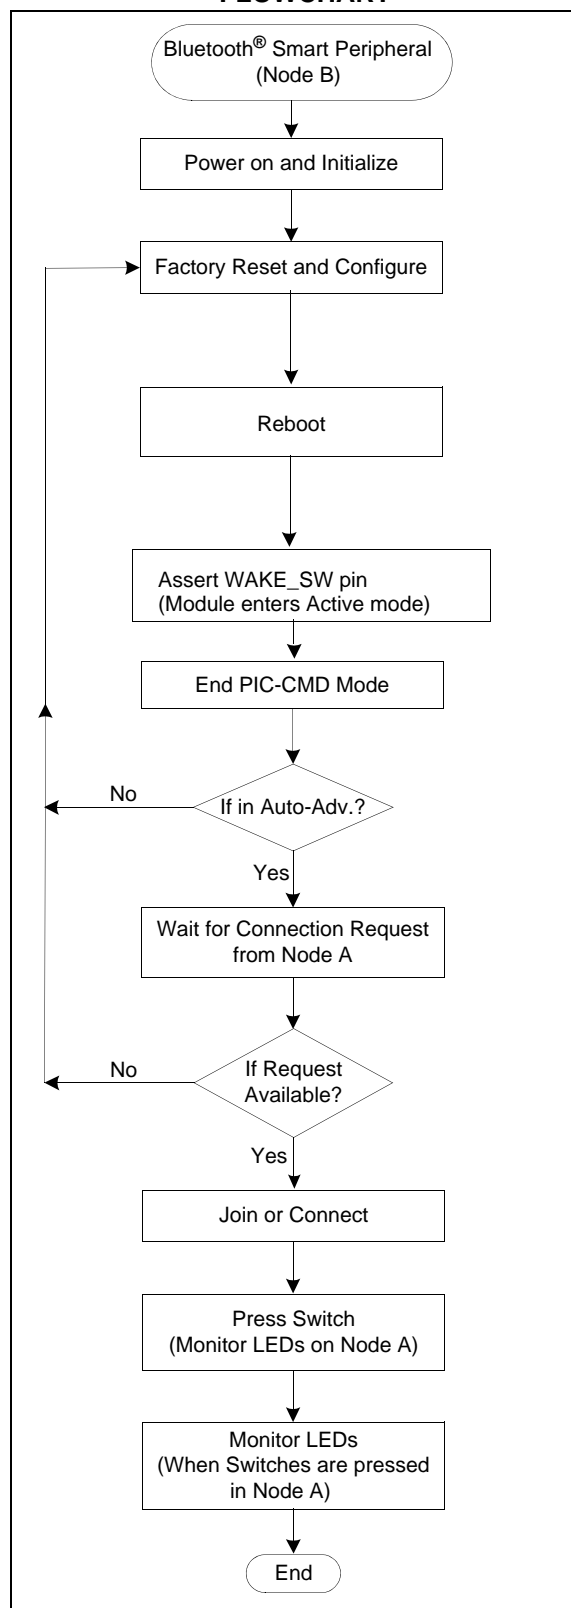 Bluetooth® Smart Peripheral
(Node B)
Power on and Initialize
Factory Reset and Configure
Reboot
Assert WAKE_SW pin
(Module enters Active mode)
End PIC-CMD Mode
No
If in Auto-Adv.?
Yes
Wait for Connection Request
from Node A
No
If Request
Available?
Yes
Join or Connect
Press Switch
(Monitor LEDs on Node A)
Monitor LEDs
(When Switches are pressed
in Node A)
End